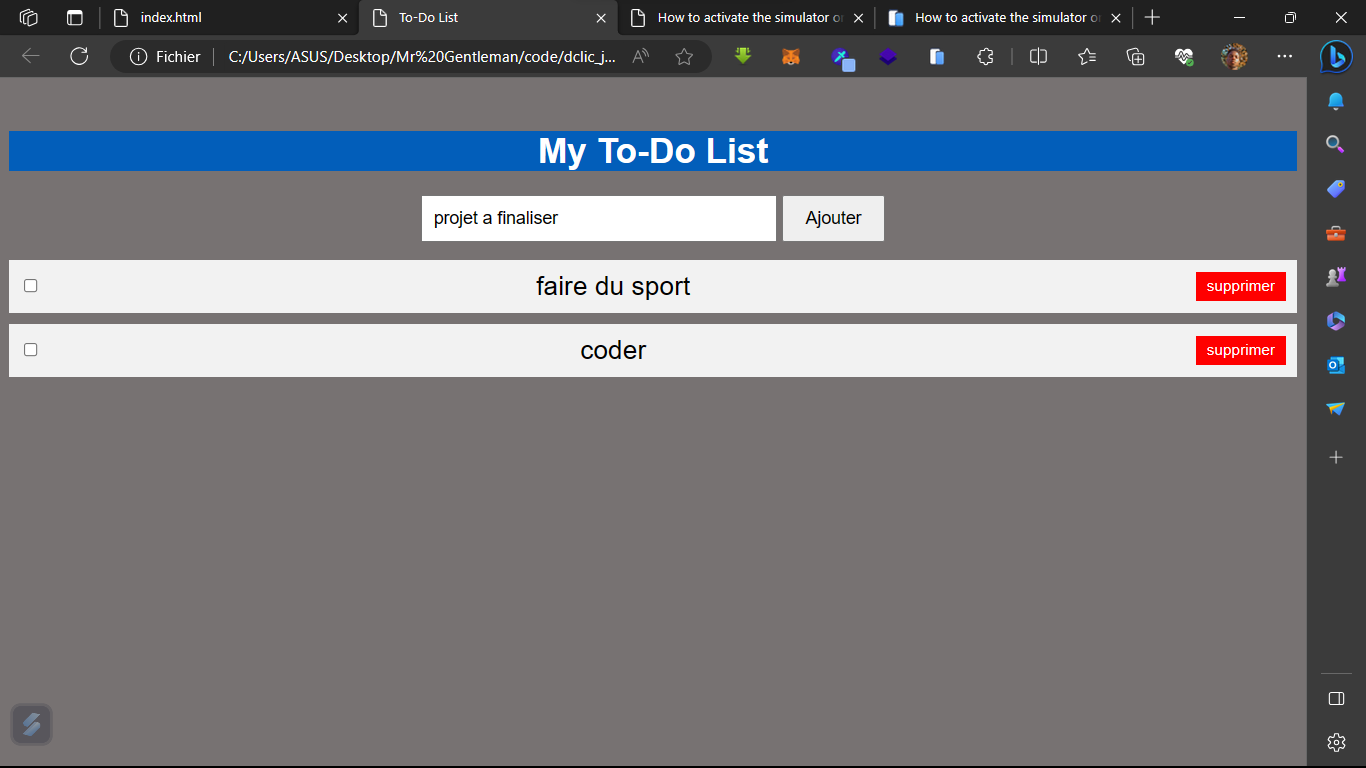 index.html
To-Do List
How to activate the simulator o
How to activate the simulator o
Fichier
C:/Users/ASUS/Desktop/Mr%20Gentleman/code/dclic_j...
My To-Do List
projet a finaliser
Ajouter
faire du sport
supprimer
coder
supprimer